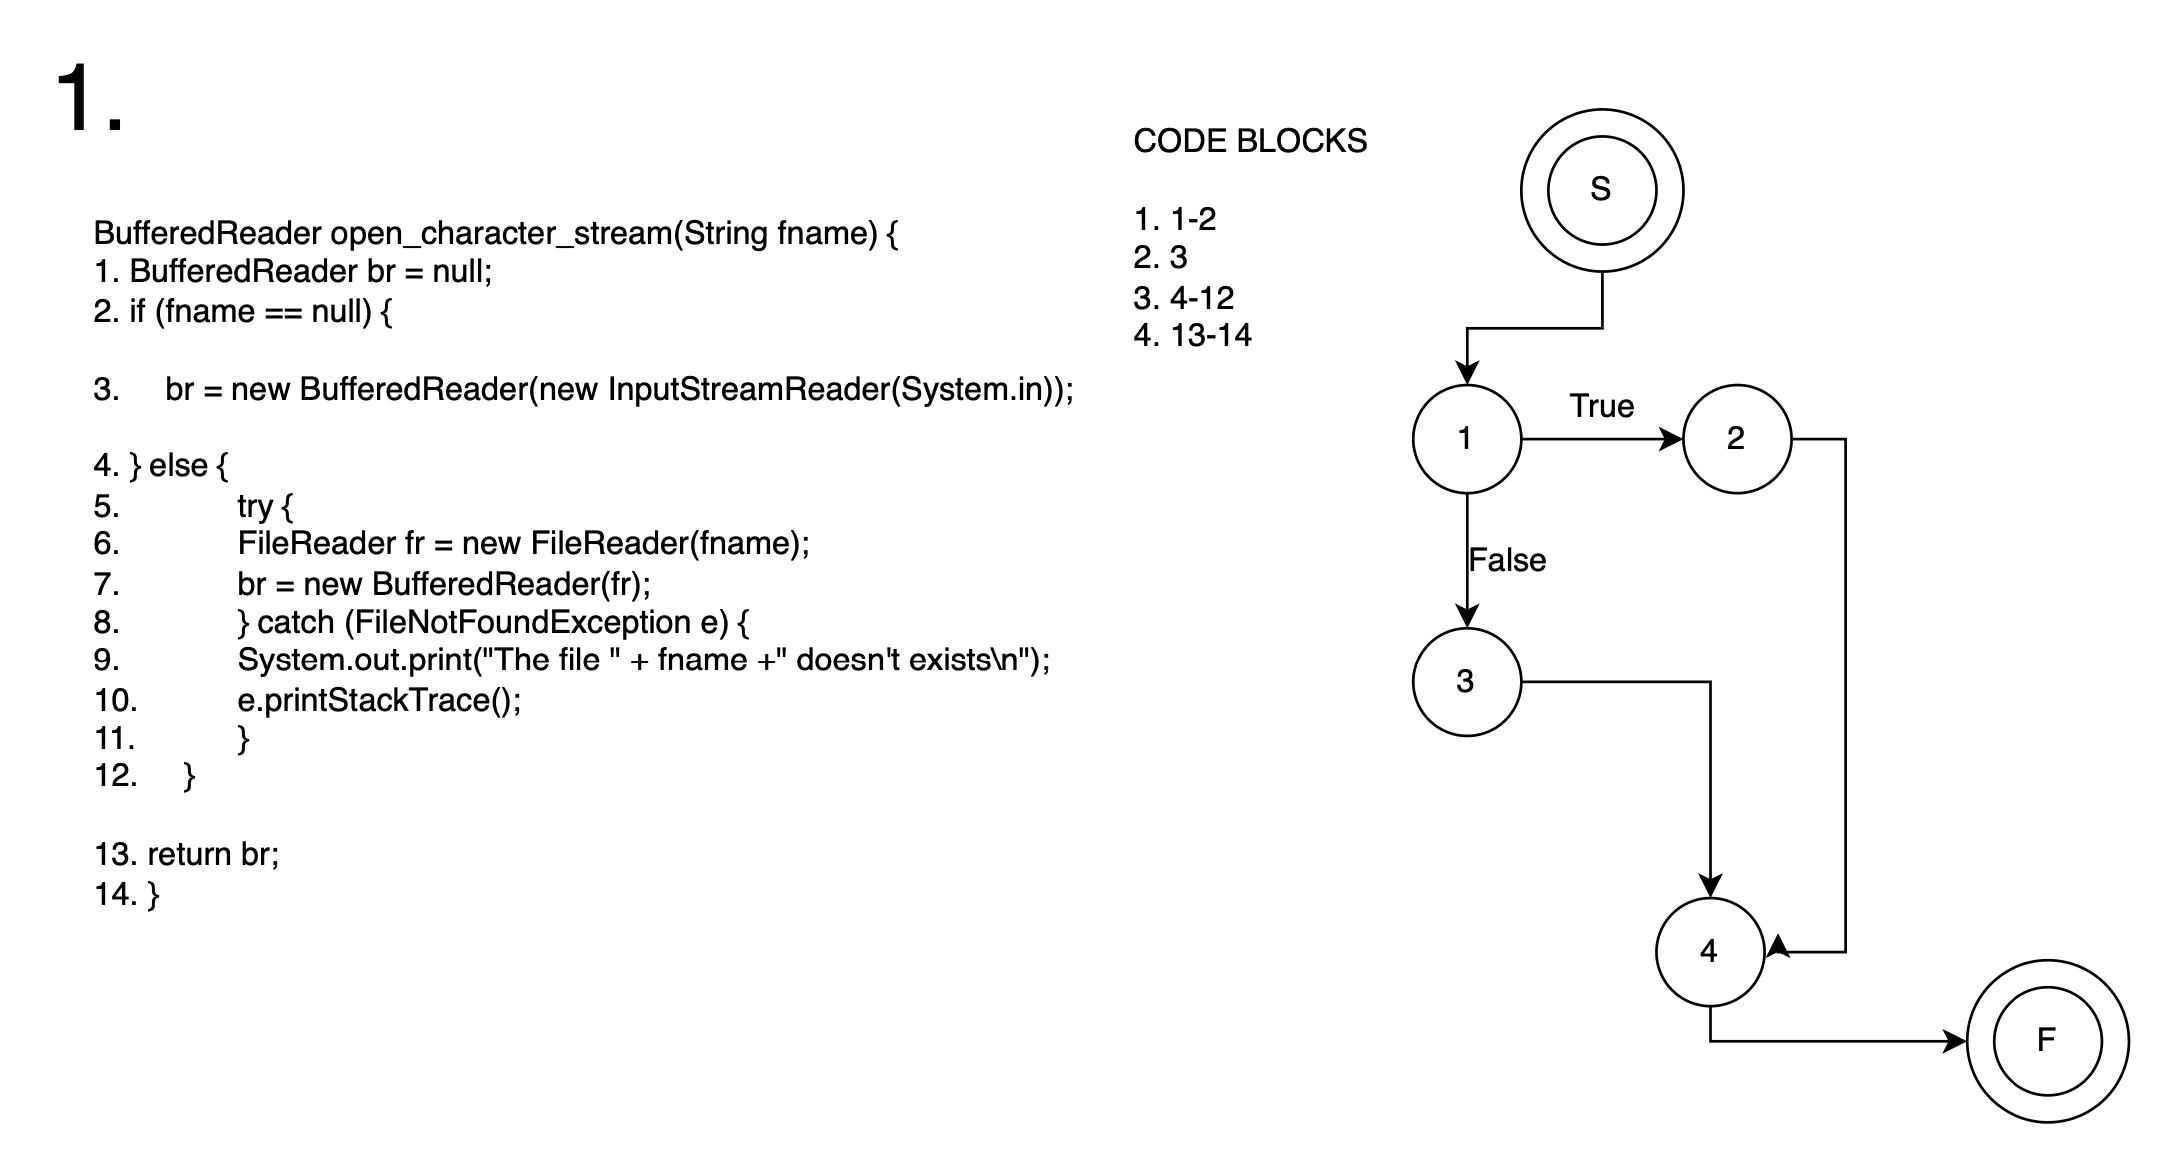 1.
BufferedReader open_character_stream(String fname) {
1. BufferedReader br = null;
2. if (fname == null) {
3. br = new BufferedReader(new InputStreamReader(System.in));
4. } else {
5. try {
6. FileReader fr = new FileReader(fname);
7. br = new BufferedReader(fr);
8. } catch (FileNotFoundException e) {
9. System.out.print("The file " + fname +" doesn't exists\n");
10. e.printStackTrace();
11. }
12. }
13. return br;
14. }
CODE BLOCKS
1. 1-2
2. 3
3. 4-12
4. 13-14
S
1
True
2
False
3
4
F